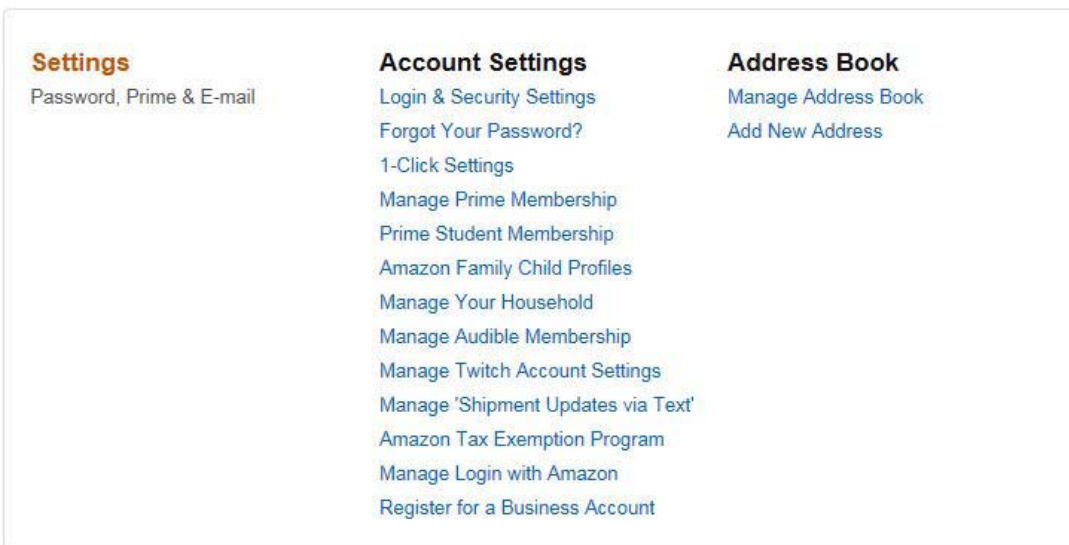 Settings
Password, Prime & E-mail
Account Settings
Login & Security Settings
Forgot Your Password?
1-Click Settings
Manage Prime Membership
Prime Student Membership
Amazon Family Child Profiles
Manage Your Household
Manage Audible Membership
Manage Twitch Account Settings
Manage 'Shipment Updates via Text'
Amazon Tax Exemption Program
Manage Login with Amazon
Register for a Business Account
Address Book
Manage Address Book
Add New Address